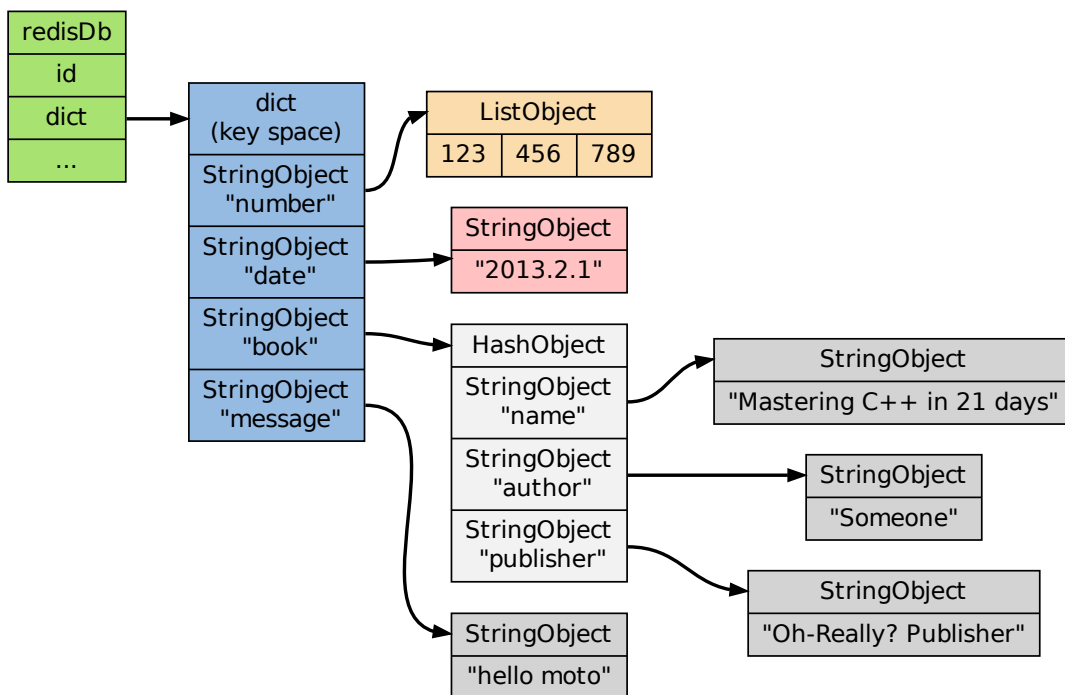 redisDb
id
dict
...
dict
(key space)
StringObject
"number"
StringObject
"date"
StringObject
"book"
StringObject
"message"
ListObject
123 456 789
StringObject
"2013.2.1"
HashObject
StringObject
"name"
StringObject
"author"
StringObject
"publisher"
StringObject
"Mastering C++ in 21 days"
StringObject
"Someone"
StringObject
"Oh-Really? Publisher"
StringObject
"hello moto"